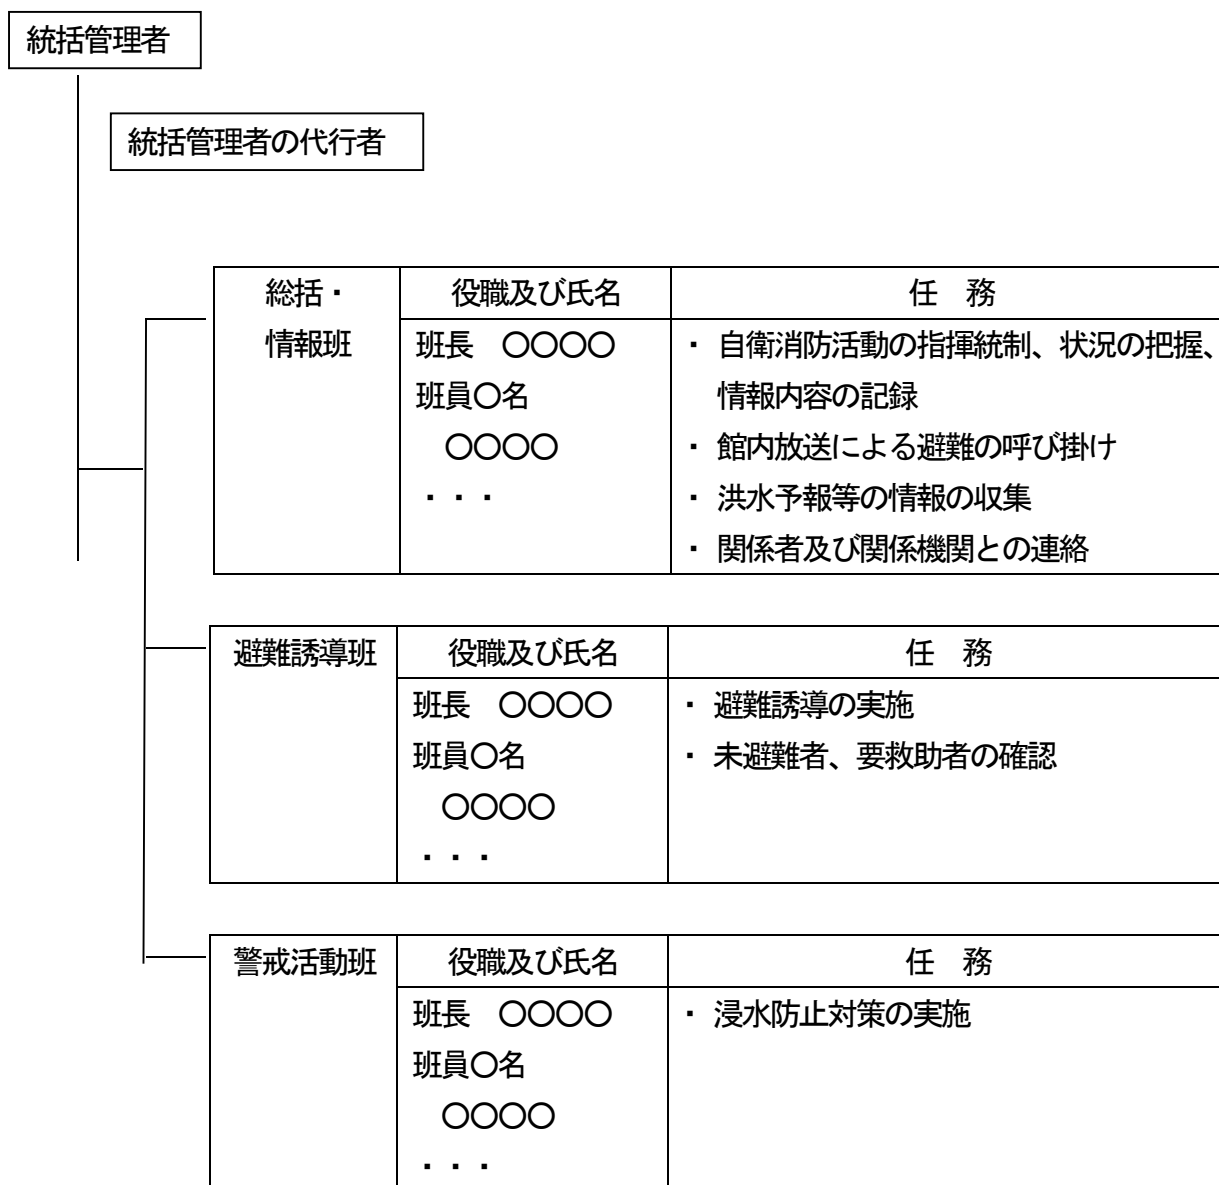 統括管理者
統括管理者の代行者
総括・ 役職及び氏名 任　務
情報班 班長　〇〇〇〇 ・ 自衛消防活動の指揮統制、状況の把握、
班員〇名 情報内容の記録
〇〇〇〇 ・ 館内放送による避難の呼び掛け
・・・ ・ 洪水予報等の情報の収集
・ 関係者及び関係機関との連絡
避難誘導班 役職及び氏名 任　務
班長　〇〇〇〇 ・ 避難誘導の実施
班員〇名 ・ 未避難者、要救助者の確認
〇〇〇〇
・・・
警戒活動班 役職及び氏名 任　務
班長　〇〇〇〇 ・ 浸水防止対策の実施
班員〇名
〇〇〇〇
・・・